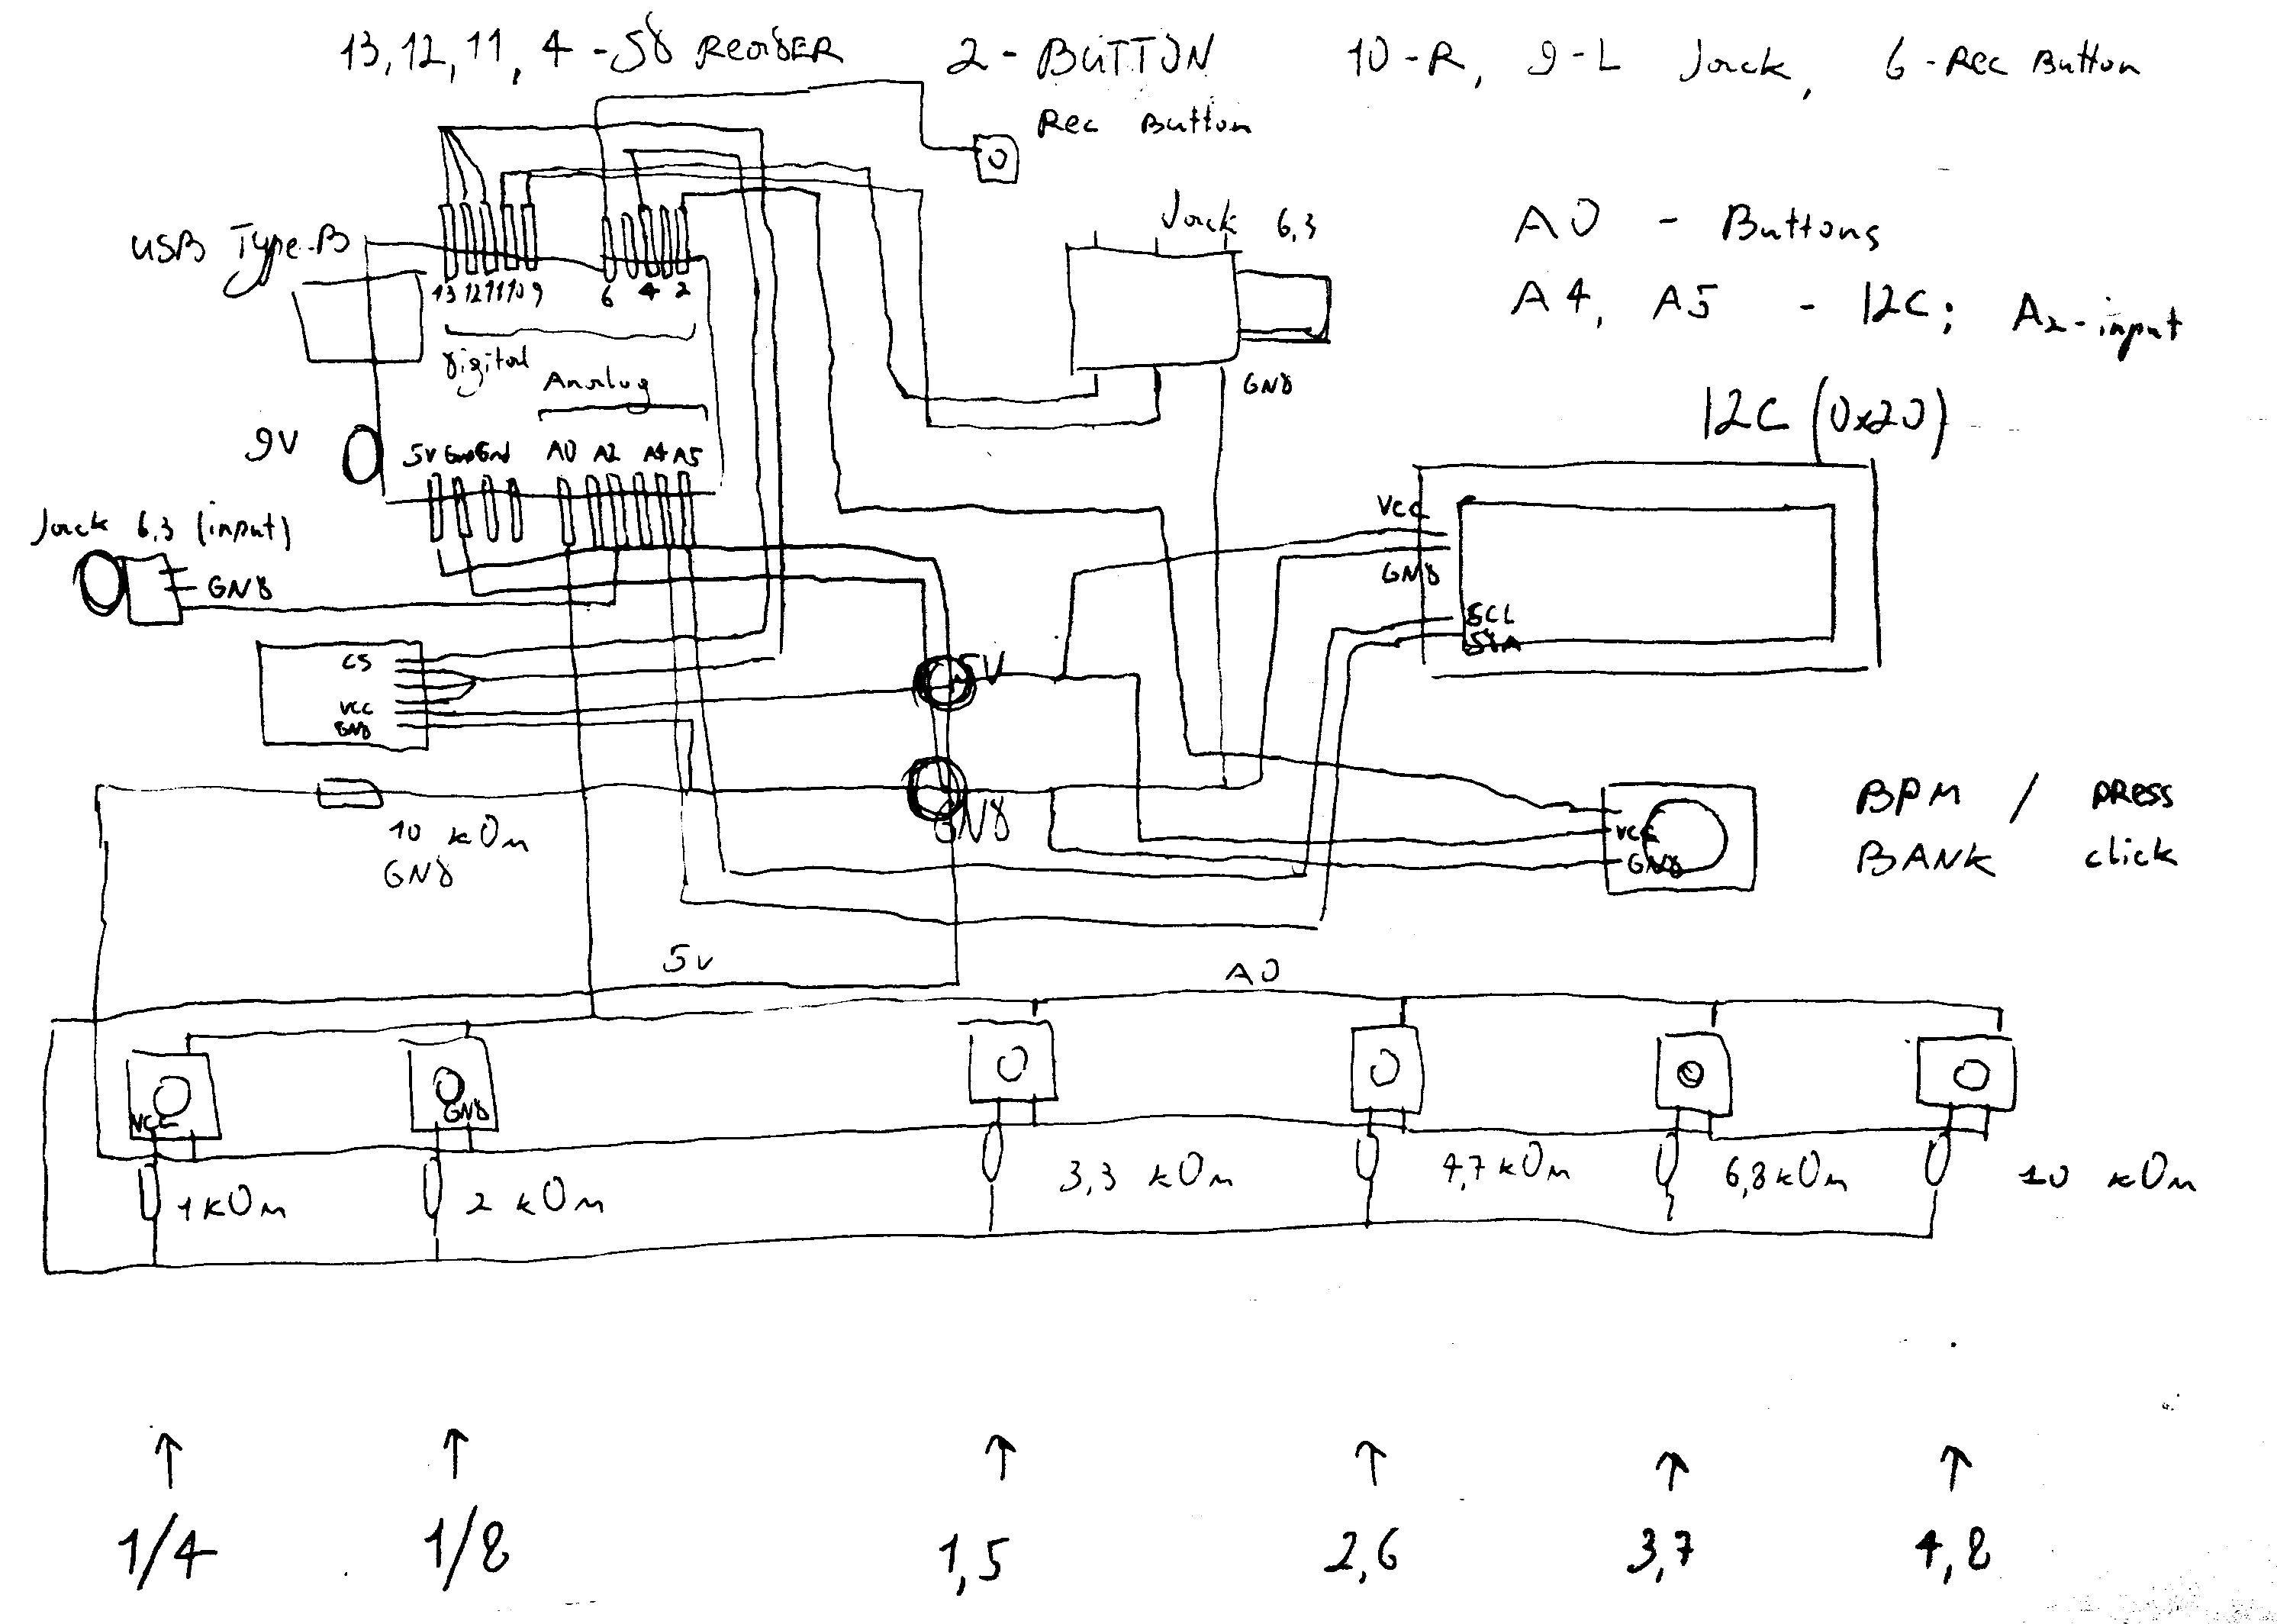 13, 12, 11, 4 - SD ReaDER 2 - BUTTON 10 - R, 9 - L Jack, 6 - Rec Button
Rec Button
USB Type-B
Jack 6,3
A0 - Buttons
A4, A5 - I2C; A2 - input
13 12 11 10 9 6 4 2
Digital
Analog
GND
I2C (0x20)
9V
5V GND Gnd A0 A2 A4 A5
VCC
Jack 6,3 (input)
GND
GND
SCL
SDA
CS
5V
VCC
GND
GND
10 kOm
GND
VCC
GND
BPM / PRESS
BANK click
5v
A0
VCC
GND
1 kOm
2 kOm
3,3 kOm
4,7 kOm
6,8 kOm
10 kOm
1/4 1/8 1,5 2,6 3,7 4,8